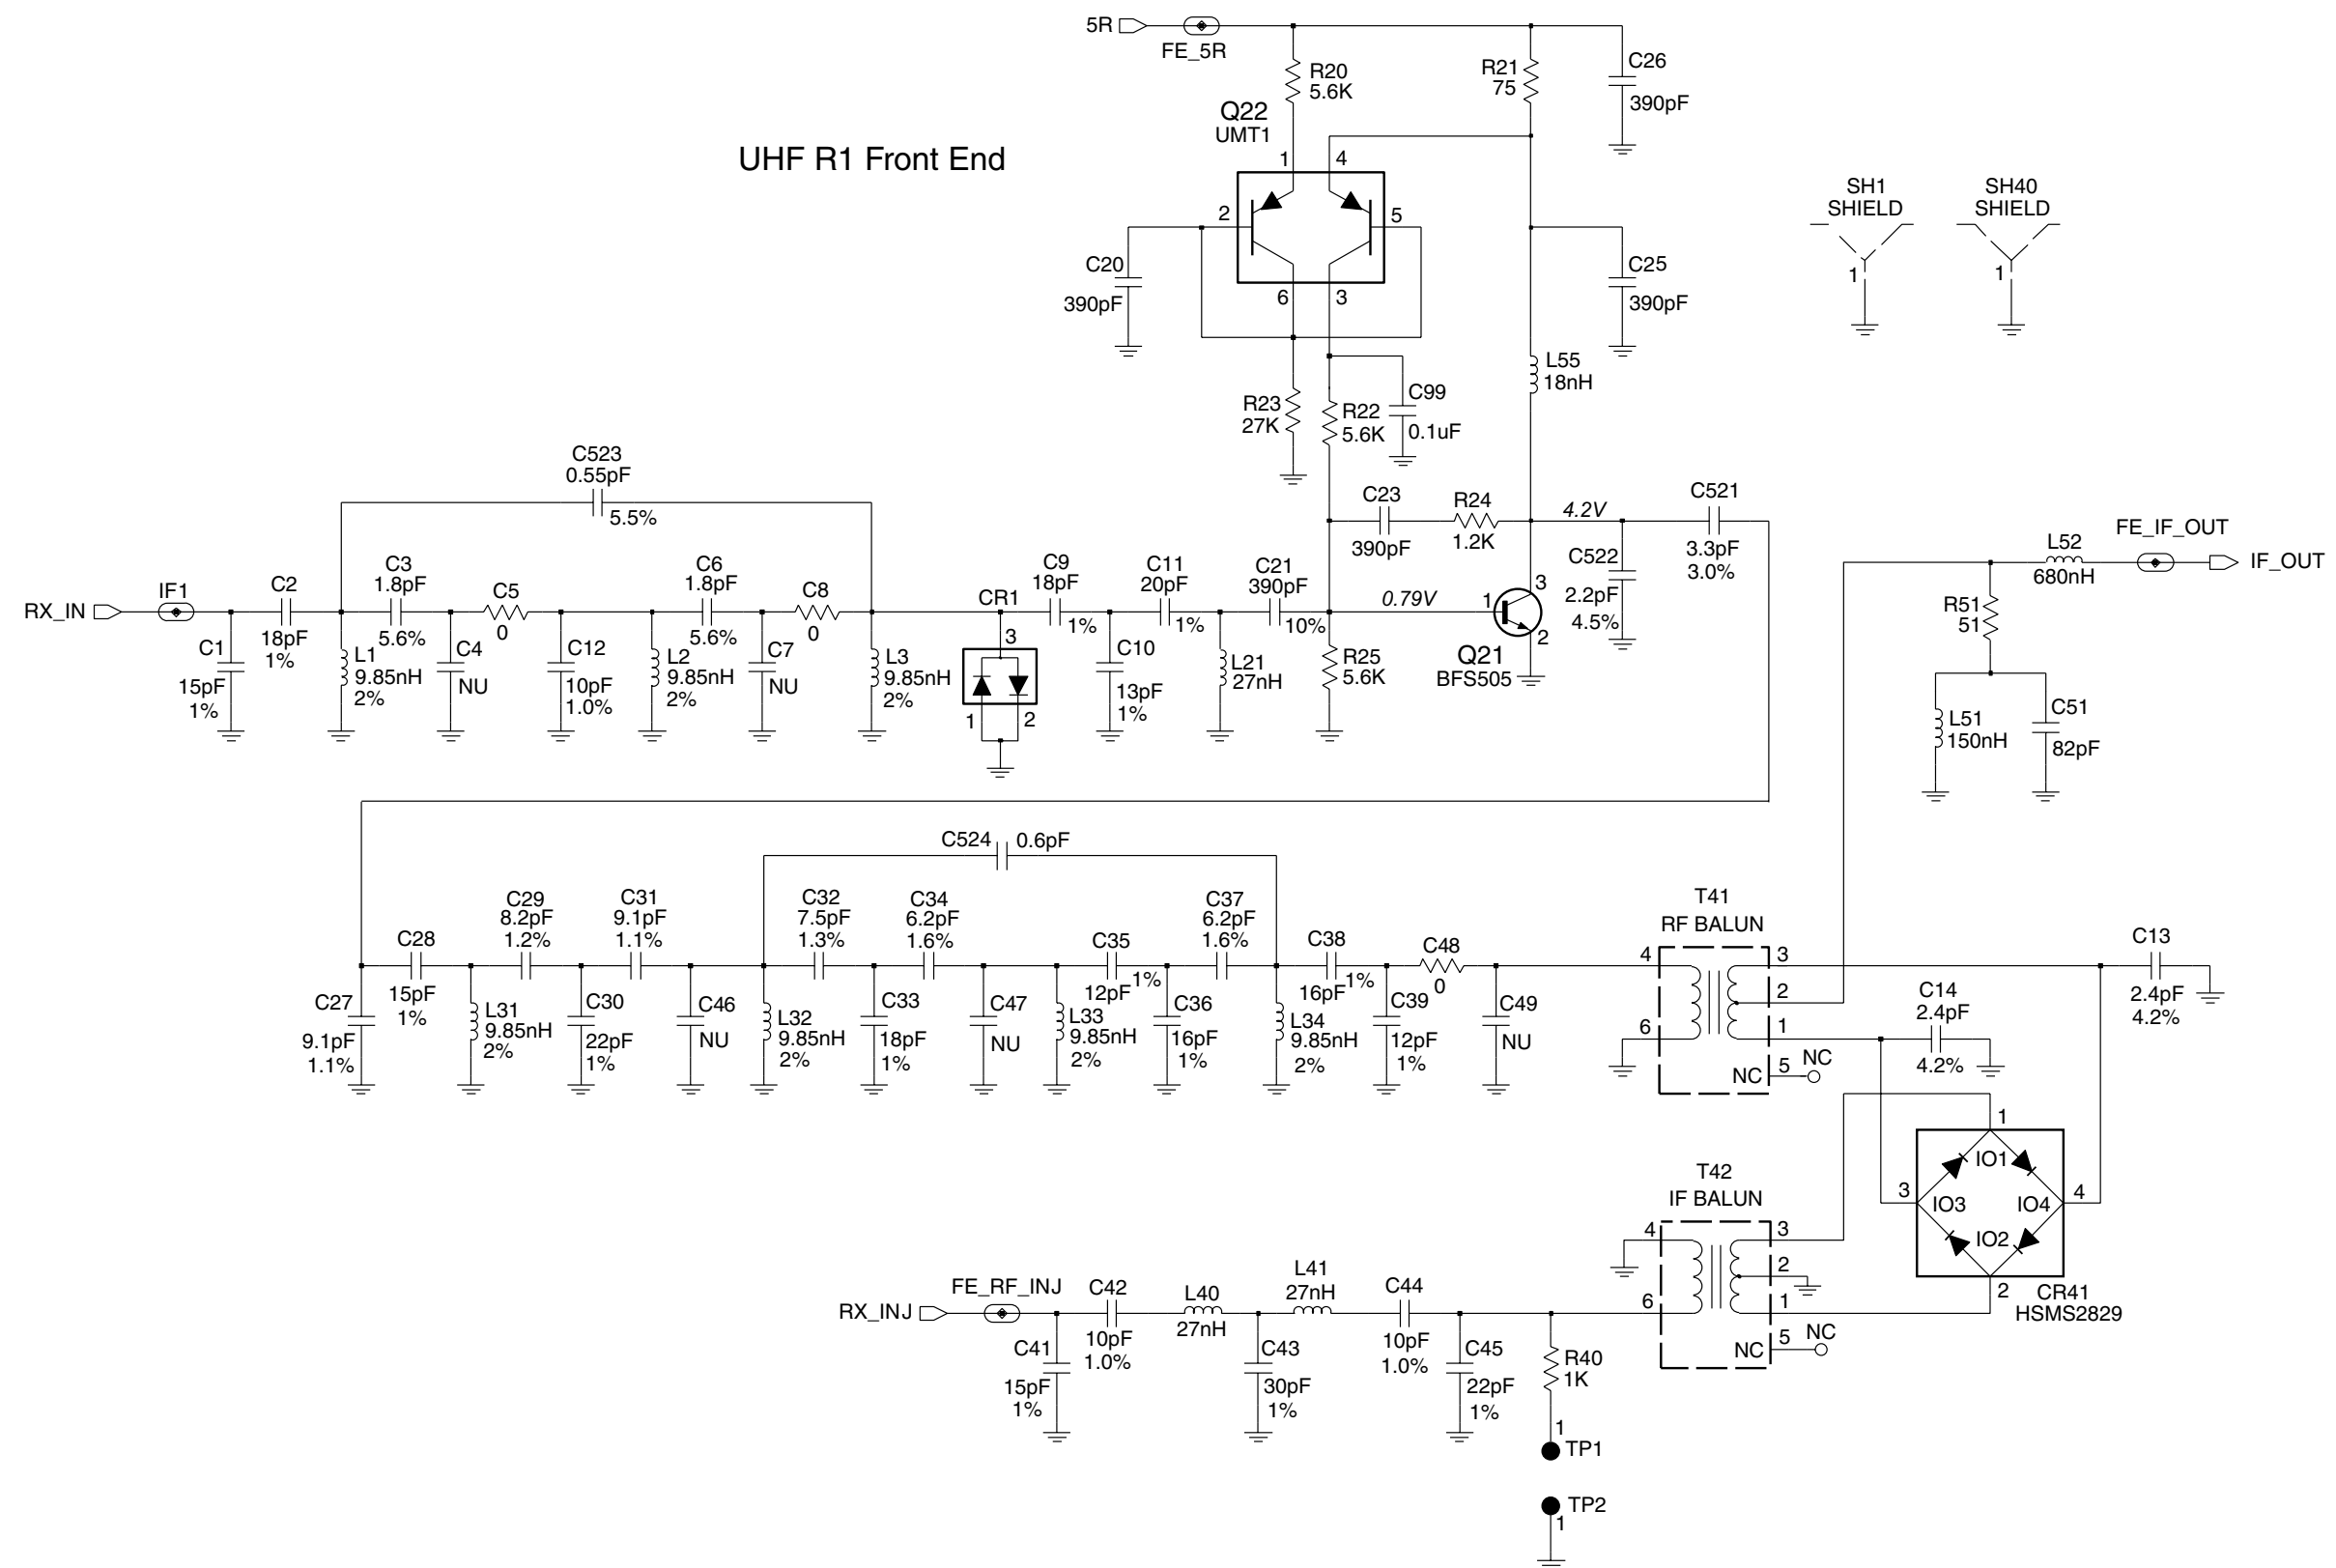 UHF R1 Front End
5R
FE_5R
R20
5.6K
R21
75
C26
390pF
Q22
UMT1
1
4
2
5
6
3
C20
390pF
C25
390pF
SH1
SHIELD
1
SH40
SHIELD
1
L55
18nH
R23
27K
R22
5.6K
C99
0.1uF
C523
0.55pF
5.5%
C23
390pF
R24
1.2K
4.2V
C521
3.3pF
3.0%
C522
2.2pF
4.5%
RX_IN
IF1
C1
15pF
1%
C2
18pF
1%
L1
9.85nH
2%
C3
1.8pF
5.6%
C4
NU
C5
0
C12
10pF
1.0%
L2
9.85nH
2%
C6
1.8pF
5.6%
C7
NU
C8
0
L3
9.85nH
2%
CR1
3
1
2
C9
18pF
1%
C10
13pF
1%
C11
20pF
1%
L21
27nH
C21
390pF
10%
R25
5.6K
0.79V
1
3
2
Q21
BFS505
FE_IF_OUT
L52
680nH
IF_OUT
R51
51
L51
150nH
C51
82pF
C524
0.6pF
C27
9.1pF
1.1%
C28
15pF
1%
L31
9.85nH
2%
C29
8.2pF
1.2%
C30
22pF
1%
C31
9.1pF
1.1%
C46
NU
L32
9.85nH
2%
C32
7.5pF
1.3%
C33
18pF
1%
C34
6.2pF
1.6%
C47
NU
L33
9.85nH
2%
C35
12pF
1%
C36
16pF
1%
C37
6.2pF
1.6%
L34
9.85nH
2%
C38
16pF
1%
C39
12pF
1%
C48
0
C49
NU
T41
RF BALUN
4
6
3
2
1
5
NC
NC
C13
2.4pF
4.2%
C14
2.4pF
4.2%
1
3
4
2
IO1
IO3
IO4
IO2
CR41
HSMS2829
T42
IF BALUN
4
6
3
2
1
5
NC
NC
RX_INJ
FE_RF_INJ
C41
15pF
1%
C42
10pF
1.0%
L40
27nH
C43
30pF
1%
L41
27nH
C44
10pF
1.0%
C45
22pF
1%
R40
1K
1
TP1
TP2
1